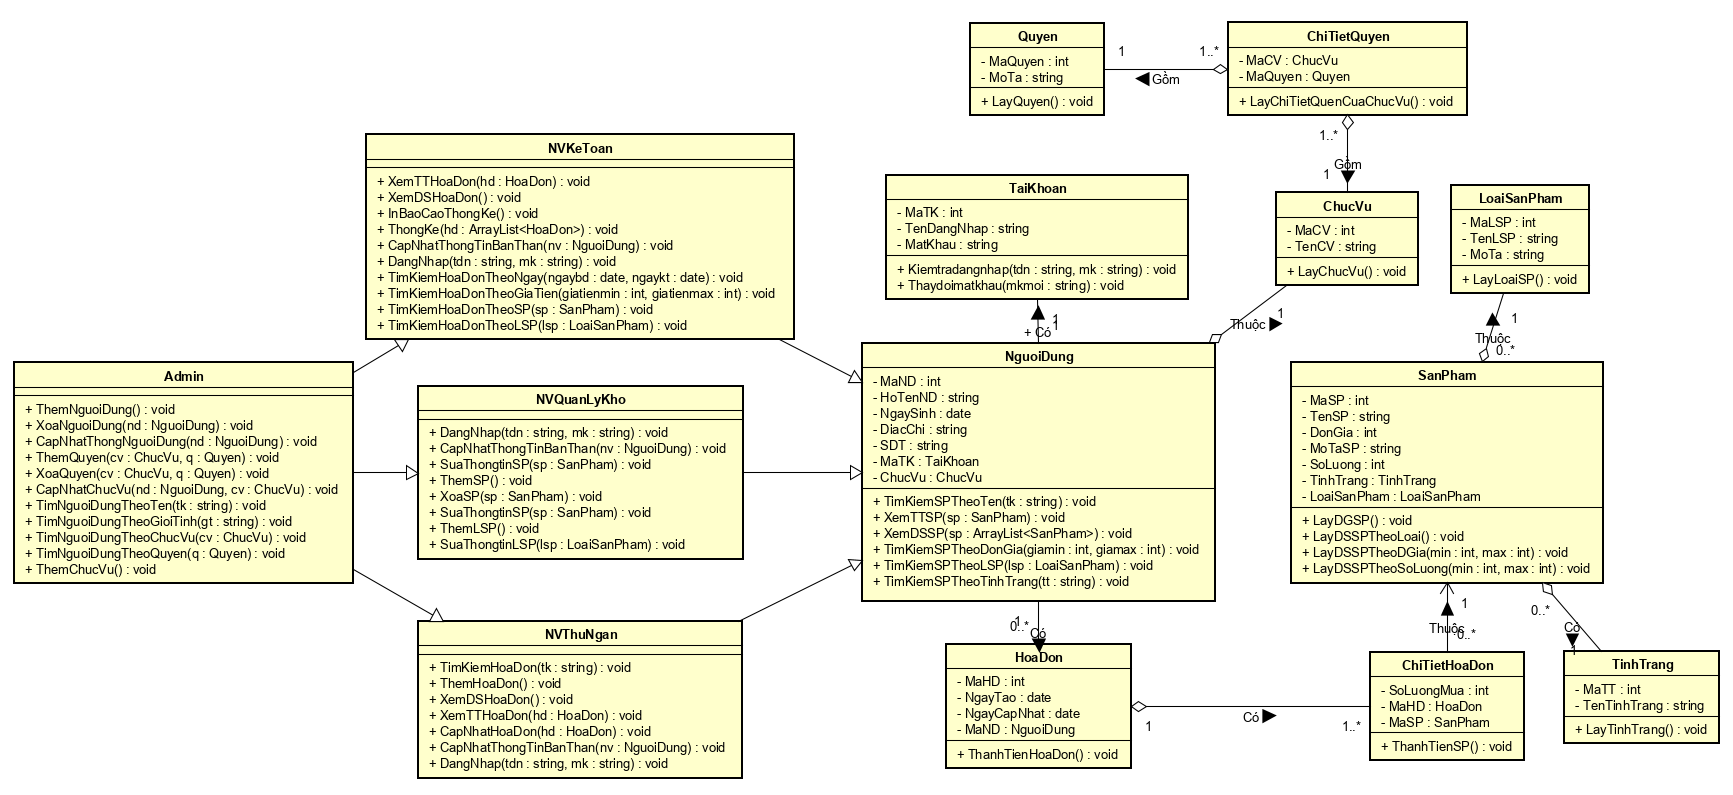 Quyen
- MaQuyen : int
- MoTa : string
+ LayQuyen() : void
1
1..*
Gồm
ChiTietQuyen
- MaCV : ChucVu
- MaQuyen : Quyen
+ LayChiTietQuenCuaChucVu() : void
1..*
Gồm
1
NVKeToan
+ XemTTHoaDon(hd : HoaDon) : void
+ XemDSHoaDon() : void
+ InBaoCaoThongKe() : void
+ ThongKe(hd : ArrayList<HoaDon>) : void
+ CapNhatThongTinBanThan(nv : NguoiDung) : void
+ DangNhap(tdn : string, mk : string) : void
+ TimKiemHoaDonTheoNgay(ngaybd : date, ngaykt : date) : void
+ TimKiemHoaDonTheoGiaTien(giatienmin : int, giatienmax : int) : void
+ TimKiemHoaDonTheoSP(sp : SanPham) : void
+ TimKiemHoaDonTheoLSP(lsp : LoaiSanPham) : void
TaiKhoan
- MaTK : int
- TenDangNhap : string
- MatKhau : string
+ Kiemtradangnhap(tdn : string, mk : string) : void
+ Thaydoimatkhau(mkmoi : string) : void
1
+ Có
1
ChucVu
- MaCV : int
- TenCV : string
+ LayChucVu() : void
Thuộc
1
LoaiSanPham
- MaLSP : int
- TenLSP : string
- MoTa : string
+ LayLoaiSP() : void
1
Thuộc
0..*
Admin
+ ThemNguoiDung() : void
+ XoaNguoiDung(nd : NguoiDung) : void
+ CapNhatThongNguoiDung(nd : NguoiDung) : void
+ ThemQuyen(cv : ChucVu, q : Quyen) : void
+ XoaQuyen(cv : ChucVu, q : Quyen) : void
+ CapNhatChucVu(nd : NguoiDung, cv : ChucVu) : void
+ TimNguoiDungTheoTen(tk : string) : void
+ TimNguoiDungTheoGioiTinh(gt : string) : void
+ TimNguoiDungTheoChucVu(cv : ChucVu) : void
+ TimNguoiDungTheoQuyen(q : Quyen) : void
+ ThemChucVu() : void
NVQuanLyKho
+ DangNhap(tdn : string, mk : string) : void
+ CapNhatThongTinBanThan(nv : NguoiDung) : void
+ SuaThongtinSP(sp : SanPham) : void
+ ThemSP() : void
+ XoaSP(sp : SanPham) : void
+ SuaThongtinSP(sp : SanPham) : void
+ ThemLSP() : void
+ SuaThongtinLSP(lsp : LoaiSanPham) : void
NguoiDung
- MaND : int
- HoTenND : string
- NgaySinh : date
- DiacChi : string
- SDT : string
- MaTK : TaiKhoan
- ChucVu : ChucVu
+ TimKiemSPTheoTen(tk : string) : void
+ XemTTSP(sp : SanPham) : void
+ XemDSSP(sp : ArrayList<SanPham>) : void
+ TimKiemSPTheoDonGia(giamin : int, giamax : int) : void
+ TimKiemSPTheoLSP(lsp : LoaiSanPham) : void
+ TimKiemSPTheoTinhTrang(tt : string) : void
SanPham
- MaSP : int
- TenSP : string
- DonGia : int
- MoTaSP : string
- SoLuong : int
- TinhTrang : TinhTrang
- LoaiSanPham : LoaiSanPham
+ LayDGSP() : void
+ LayDSSPTheoLoai() : void
+ LayDSSPTheoDGia(min : int, max : int) : void
+ LayDSSPTheoSoLuong(min : int, max : int) : void
1
0..*
Có
1
Thuộc
0..*
0..*
Có
1
NVThuNgan
+ TimKiemHoaDon(tk : string) : void
+ ThemHoaDon() : void
+ XemDSHoaDon() : void
+ XemTTHoaDon(hd : HoaDon) : void
+ CapNhatHoaDon(hd : HoaDon) : void
+ CapNhatThongTinBanThan(nv : NguoiDung) : void
+ DangNhap(tdn : string, mk : string) : void
HoaDon
- MaHD : int
- NgayTao : date
- NgayCapNhat : date
- MaND : NguoiDung
+ ThanhTienHoaDon() : void
1
Có
1..*
ChiTietHoaDon
- SoLuongMua : int
- MaHD : HoaDon
- MaSP : SanPham
+ ThanhTienSP() : void
TinhTrang
- MaTT : int
- TenTinhTrang : string
+ LayTinhTrang() : void